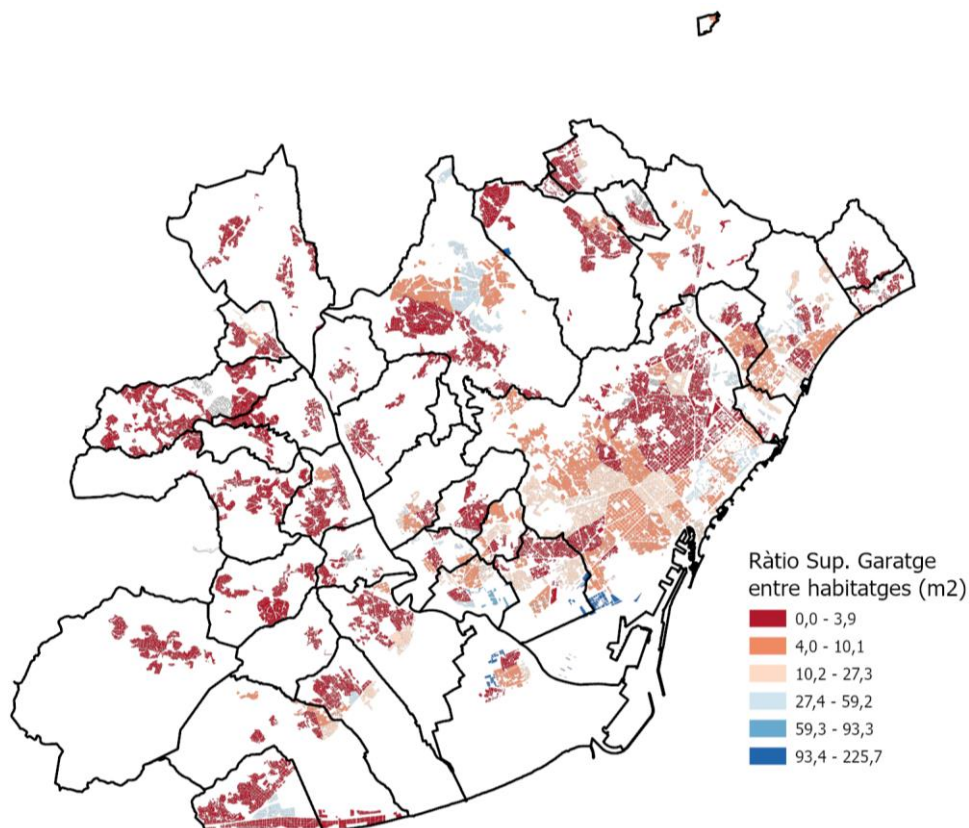 Ràtio Sup. Garatge
entre habitatges (m2)
0,0 - 3,9
4,0 - 10,1
10,2 - 27,3
27,4 - 59,2
59,3 - 93,3
93,4 - 225,7